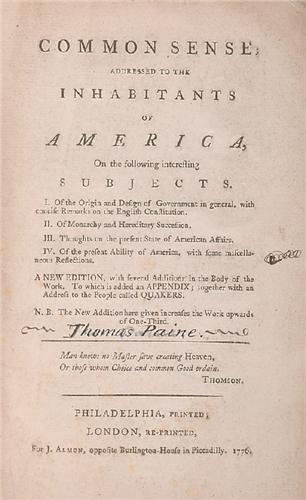 COMMON SENSE;
ADDRESSED TO THE
INHABITANTS
OF
AMERICA,
On the following interesting
SUBJECTS.
I. Of the Origin and Design of Government in general, with
concise Remarks on the English Constitution.
II. Of Monarchy and Hereditary Succession.
III. Thoughts on the present State of American Affairs.
IV. Of the present Ability of America, with some miscella-
neous Reflections.
A NEW EDITION, with several Additions in the Body of the
Work. To which is added an APPENDIX; together with an
Address to the People called QUAKERS.
N. B. The New Addition here given increases the Work upwards
of One-Third.
Thomas Paine.
Man knows no Master save creating Heaven,
Or those whom Choice and common Good ordain.
THOMSON.
PHILADELPHIA, PRINTED;
LONDON, RE-PRINTED,
For J. ALMON, opposite Burlington-House in Piccadilly. 1776.